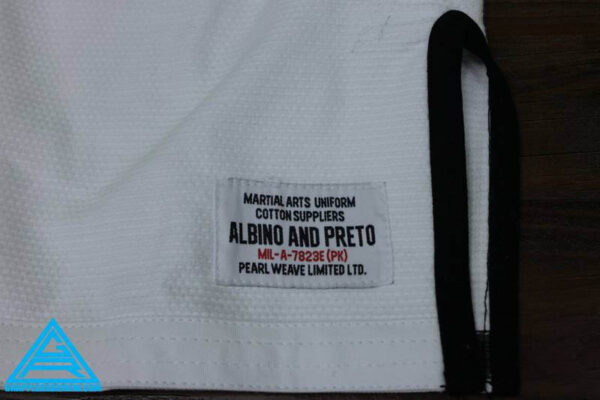 MARTIAL ARTS UNIFORM
COTTON SUPPLIERS
ALBINO AND PRETO
MIL-A-7823E (PK)
PEARL WEAVE LIMITED LTD.